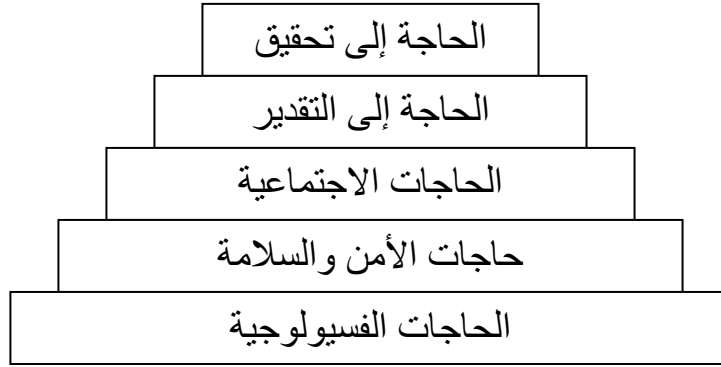 الحاجة إلى تحقيق
الحاجة إلى التقدير
الحاجات الاجتماعية
حاجات الأمن والسلامة
الحاجات الفسيولوجية